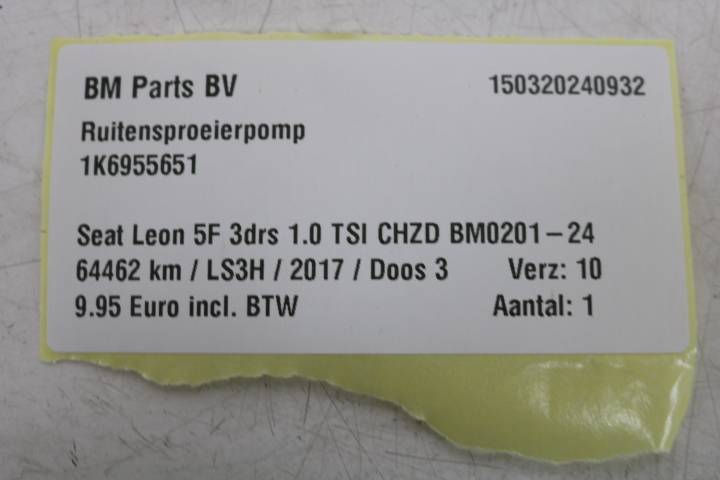 BM Parts BV 150320240932
Ruitensproeierpomp
1K6955651
Seat Leon 5F 3drs 1.0 TSI CHZD BM0201-24
64462 km / LS3H / 2017 / Doos 3 Verz: 10
9.95 Euro incl. BTW Aantal: 1